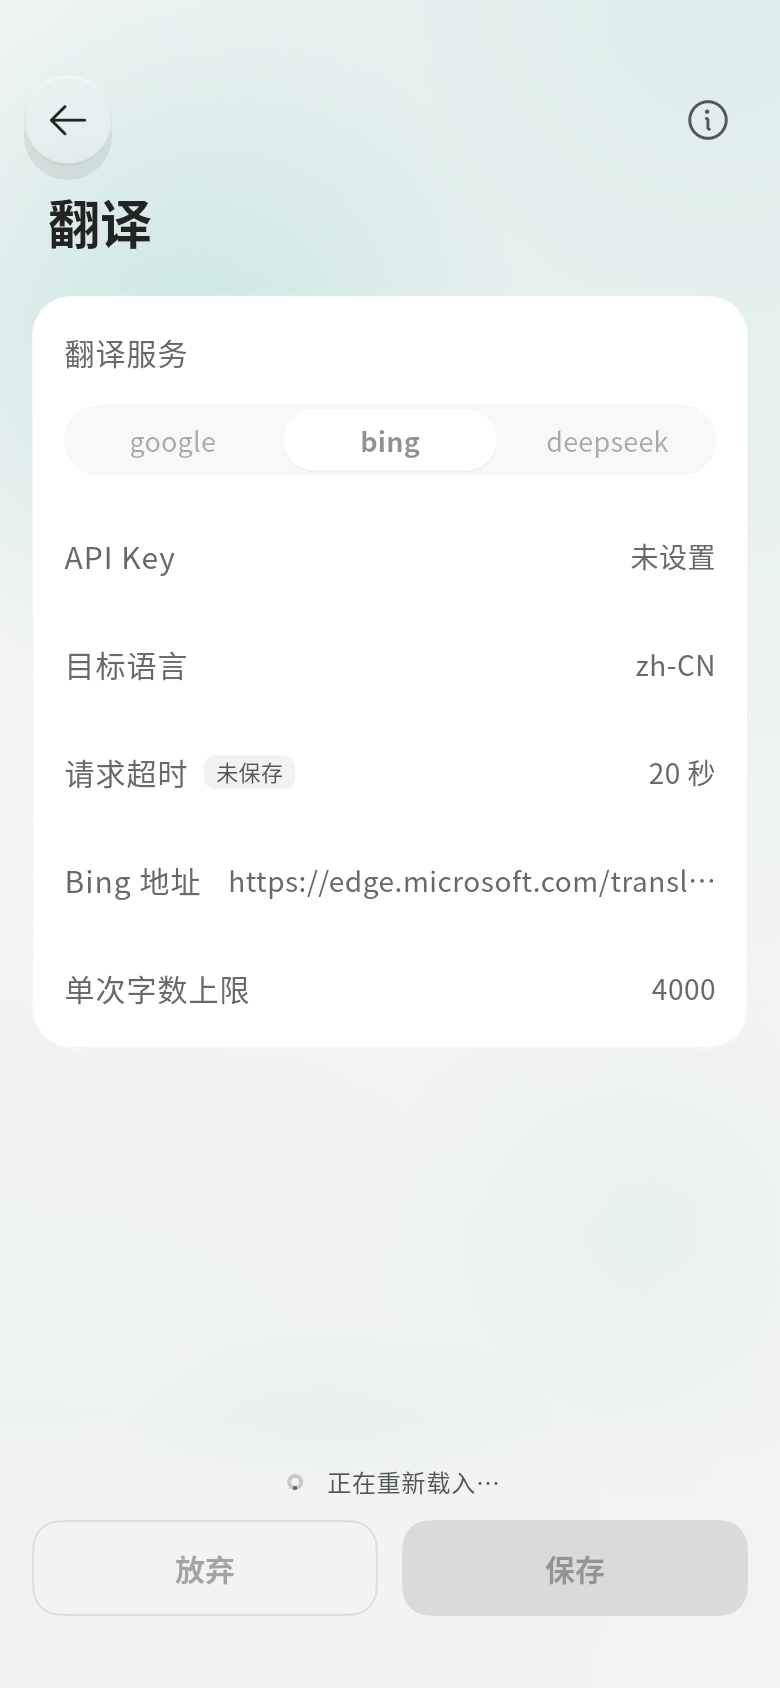 翻译
翻译服务
google bing deepseek
API Key 未设置
目标语言 zh-CN
请求超时 未保存 20 秒
Bing 地址 https://edge.microsoft.com/transl…
单次字数上限 4000
正在重新载入…
放弃 保存